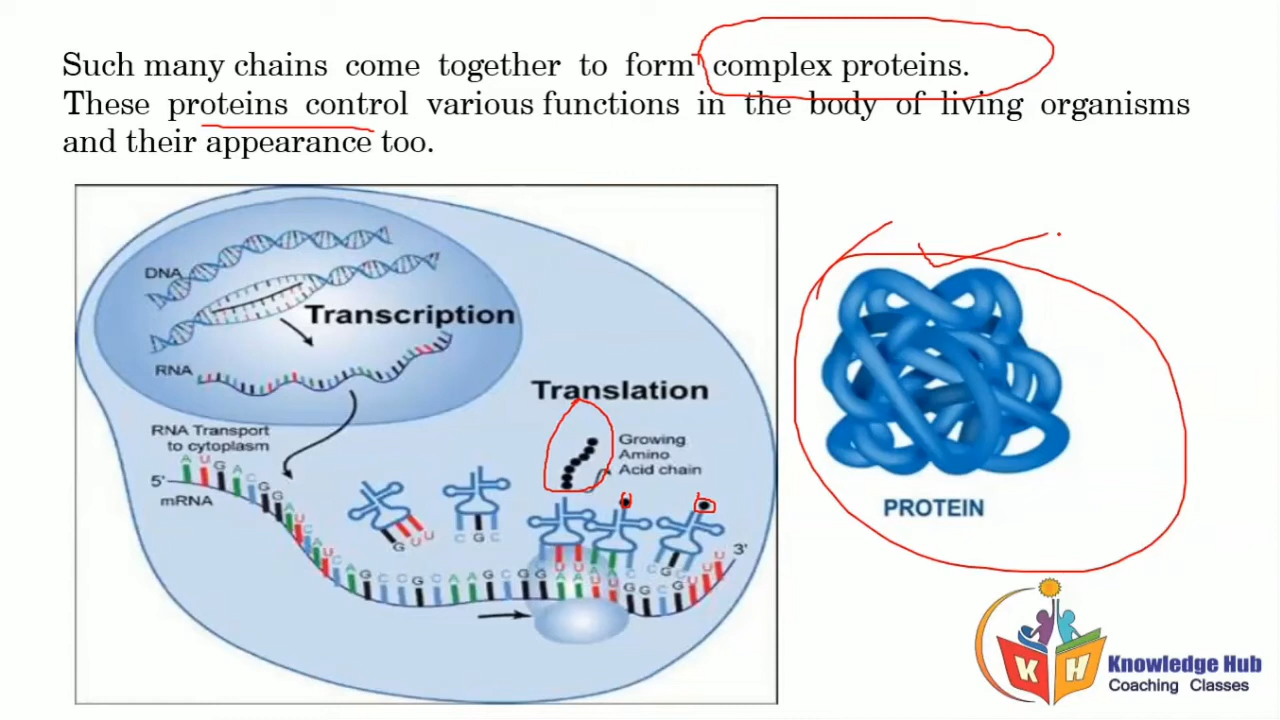 Such many chains come together to form complex proteins.
These proteins control various functions in the body of living organisms
and their appearance too.
DNA
Transcription
RNA
Translation
RNA Transport
to cytoplasm
Growing
Amino
Acid chain
5'
mRNA
3'
PROTEIN
K H
Knowledge Hub
Coaching Classes